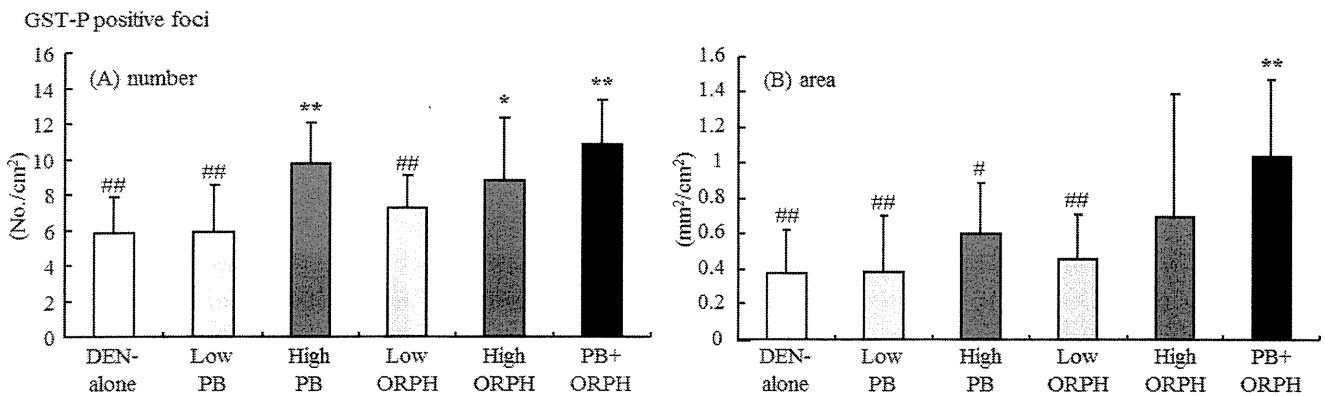 GST-P positive foci
(A) number
(No./cm²)
16
14
12
10
8
6
4
2
0
##
##
**
##
*
**
DEN-alone
Low PB
High PB
Low ORPH
High ORPH
PB+ ORPH
(B) area
(mm²/cm²)
1.6
1.4
1.2
1
0.8
0.6
0.4
0.2
0
##
##
#
##
**
DEN-alone
Low PB
High PB
Low ORPH
High ORPH
PB+ ORPH